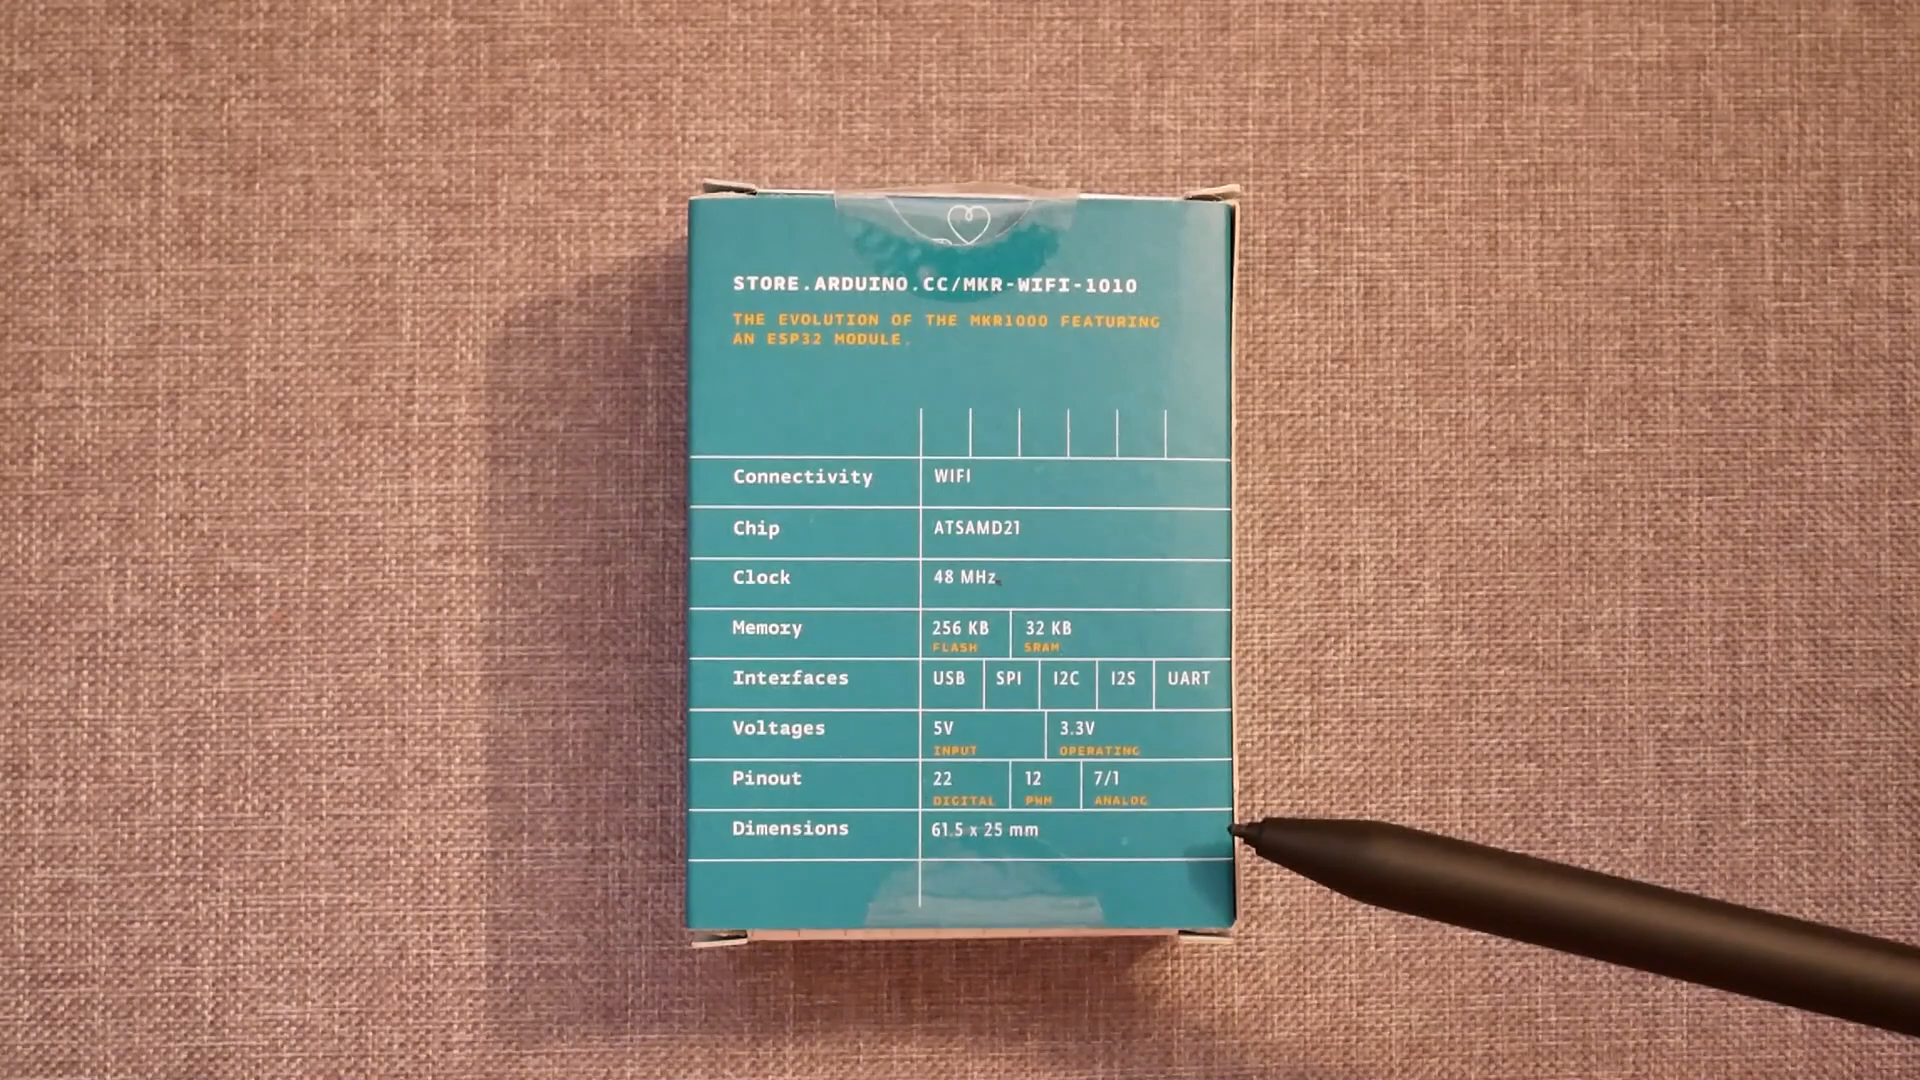 STORE.ARDUINO.CC/MKR-WIFI-1010
THE EVOLUTION OF THE MKR1000 FEATURING
AN ESP32 MODULE.
Connectivity WIFI
Chip ATSAMD21
Clock 48 MHz
Memory 256 KB 32 KB
FLASH SRAM
Interfaces USB SPI I2C I2S UART
Voltages 5V 3.3V
INPUT OPERATING
Pinout 22 12 7/1
DIGITAL PWM ANALOG
Dimensions 61.5 x 25 mm